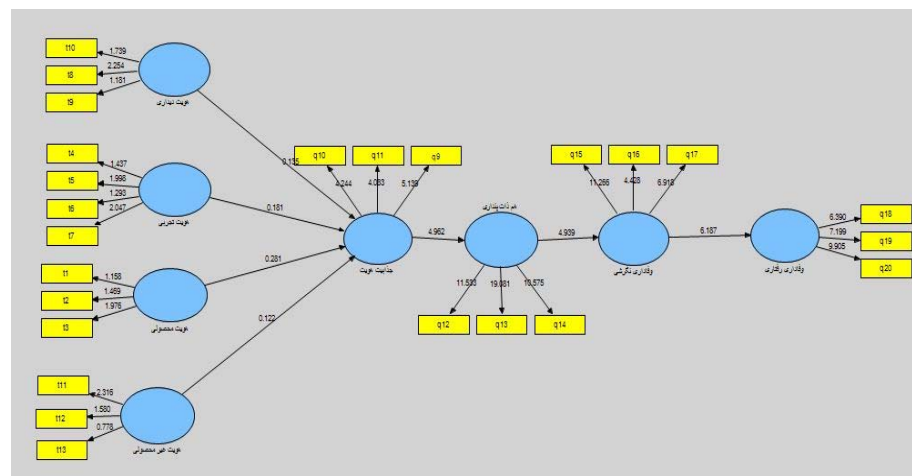 t10
t8
t9
1.739
2.254
1.181
هویت دیداری
0.135
t4
t5
t6
t7
1.437
1.998
1.293
2.047
هویت تجربی
0.181
t1
t2
t3
1.158
1.469
1.976
هویت محصولی
0.281
t11
t12
t13
2.316
1.580
0.778
هویت غیر محصولی
0.122
q10
q11
q9
4.244
4.083
5.139
جذابیت هویت
4.962
هم ذات پنداری
11.533
19.081
10.575
q12
q13
q14
4.939
q15
q16
q17
11.266
4.428
6.910
وفاداری نگرشی
6.187
وفاداری رفتاری
6.390
7.199
9.905
q18
q19
q20